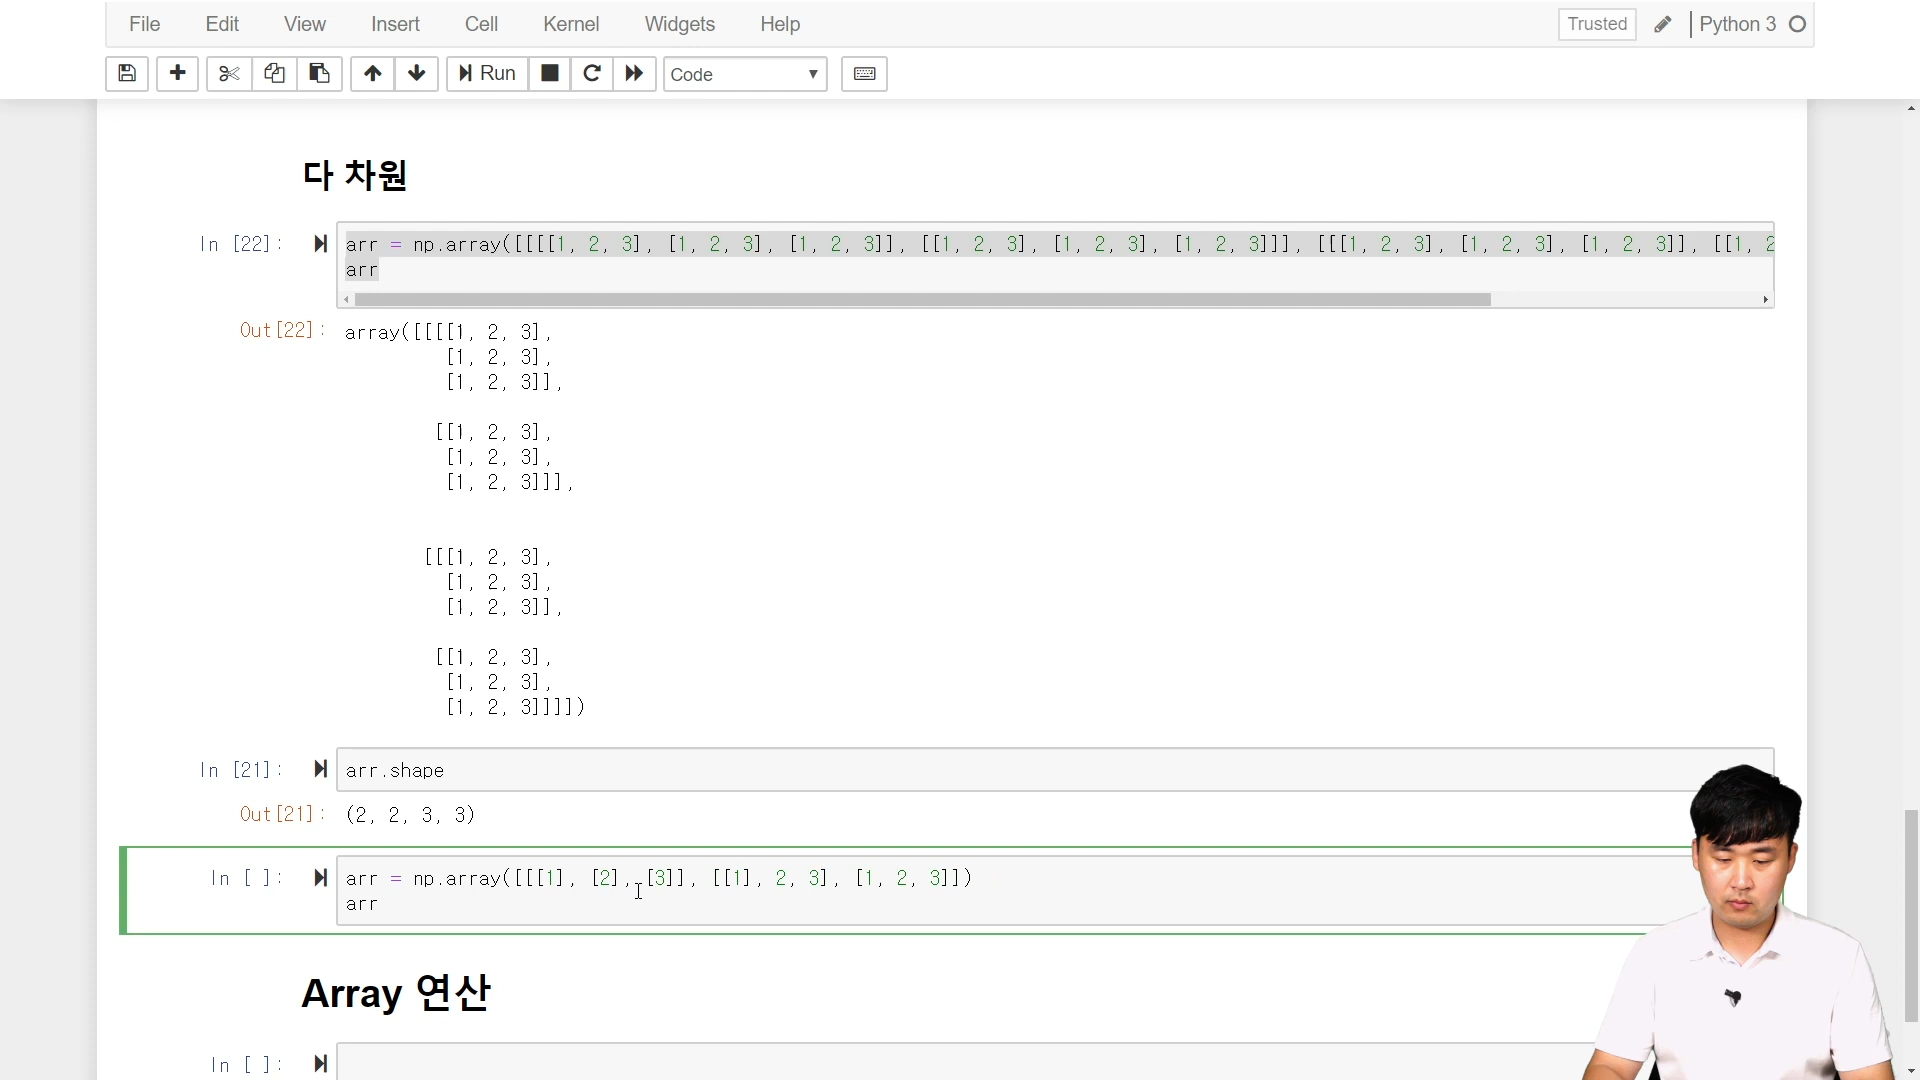 File Edit View Insert Cell Kernel Widgets Help Trusted Python 3
Run Code
다 차원
In [22]: arr = np.array([[[[1, 2, 3], [1, 2, 3], [1, 2, 3]], [[1, 2, 3], [1, 2, 3], [1, 2, 3]]], [[[1, 2, 3], [1, 2, 3], [1, 2, 3]], [[1, 2
arr
Out[22]: array([[[[1, 2, 3],
[1, 2, 3],
[1, 2, 3]],
[[1, 2, 3],
[1, 2, 3],
[1, 2, 3]]],
[[[1, 2, 3],
[1, 2, 3],
[1, 2, 3]],
[[1, 2, 3],
[1, 2, 3],
[1, 2, 3]]]])
In [21]: arr.shape
Out[21]: (2, 2, 3, 3)
In [ ]: arr = np.array([[[1], [2], [3]], [[1], 2, 3], [1, 2, 3]])
arr
Array 연산
In [ ]: